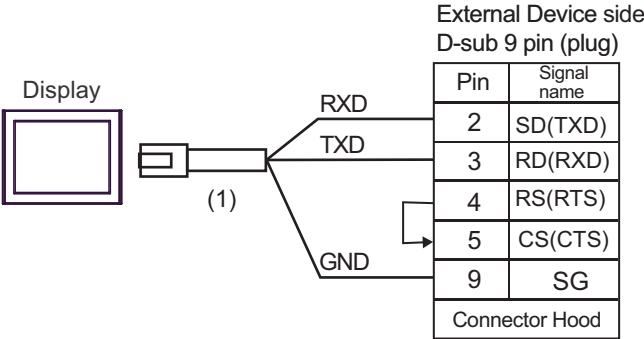 External Device side
D-sub 9 pin (plug)
Display
RXD
TXD
(1)
GND
Pin Signal name
2 SD(TXD)
3 RD(RXD)
4 RS(RTS)
5 CS(CTS)
9 SG
Connector Hood